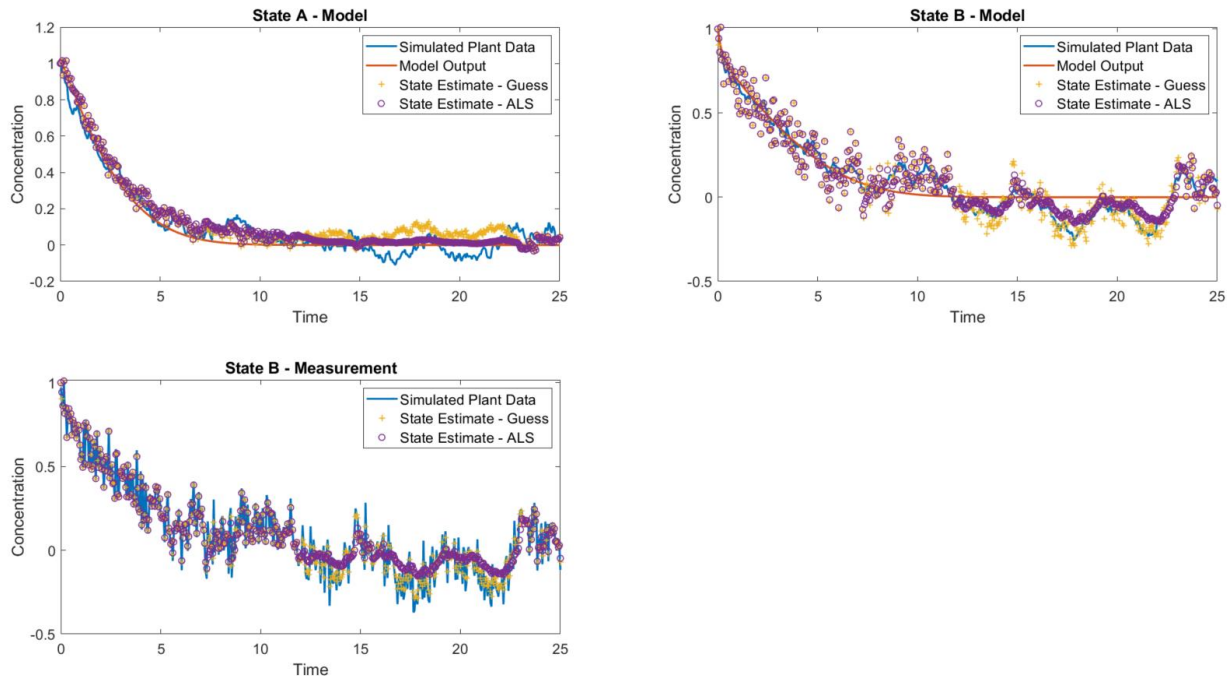 State A - Model
1.2
1
0.8
0.6
0.4
0.2
0
-0.2
Concentration
0
5
10
15
20
25
Time
Simulated Plant Data
Model Output
State Estimate - Guess
State Estimate - ALS
State B - Model
1
0.5
0
-0.5
Concentration
0
5
10
15
20
25
Time
Simulated Plant Data
Model Output
State Estimate - Guess
State Estimate - ALS
State B - Measurement
1
0.5
0
-0.5
Concentration
0
5
10
15
20
25
Time
Simulated Plant Data
State Estimate - Guess
State Estimate - ALS